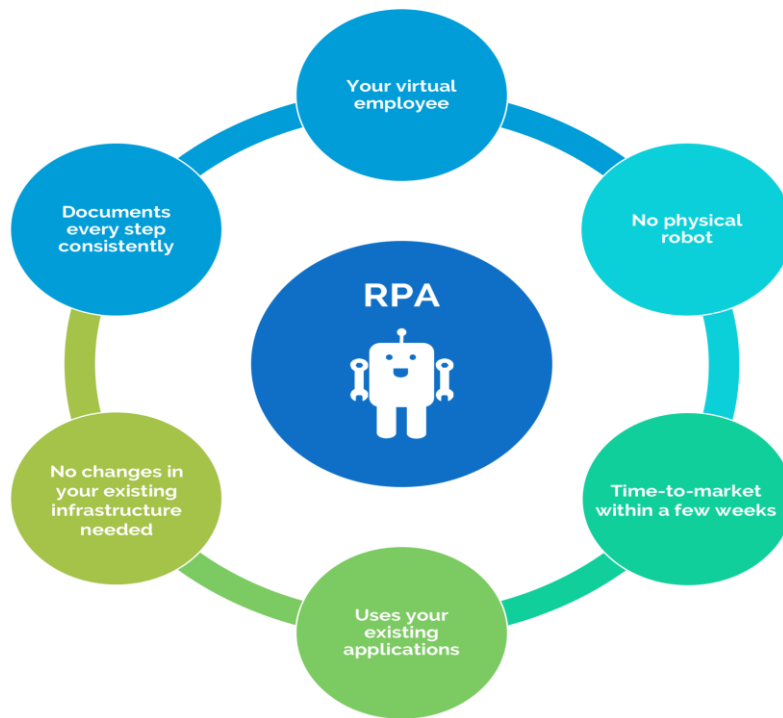 Your virtual
employee
No physical
robot
Time-to-market
within a few weeks
Uses your
existing
applications
No changes in
your existing
infrastructure
needed
Documents
every step
consistently
RPA